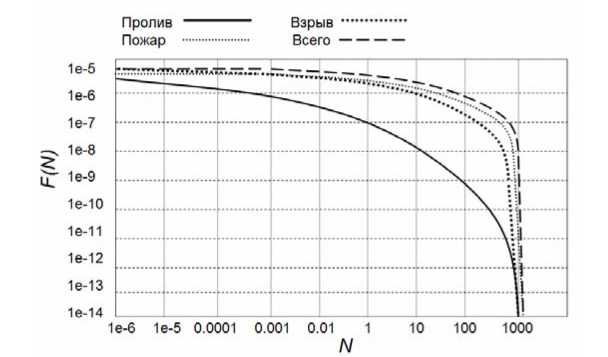 Пролив Взрыв
Пожар Всего
1e-5
1e-6
1e-7
1e-8
1e-9
1e-10
1e-11
1e-12
1e-13
1e-14
F(N)
1e-6 1e-5 0.0001 0.001 0.01 1 10 100 1000
N